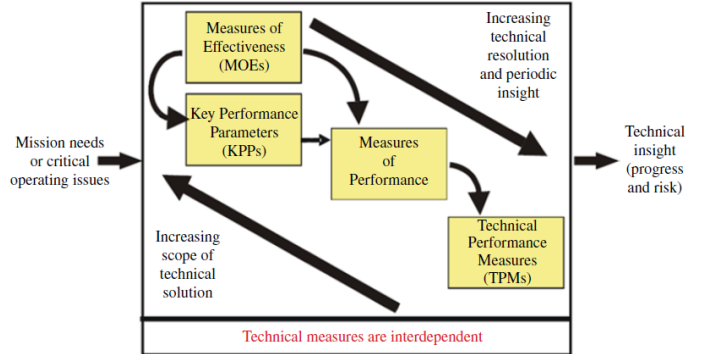 Measures of
Effectiveness
(MOEs)
Increasing
technical
resolution
and periodic
insight
Key Performance
Parameters
(KPPs)
Mission needs
or critical
operating issues
Measures
of
Performance
Technical
insight
(progress
and risk)
Increasing
scope of
technical
solution
Technical
Performance
Measures
(TPMs)
Technical measures are interdependent